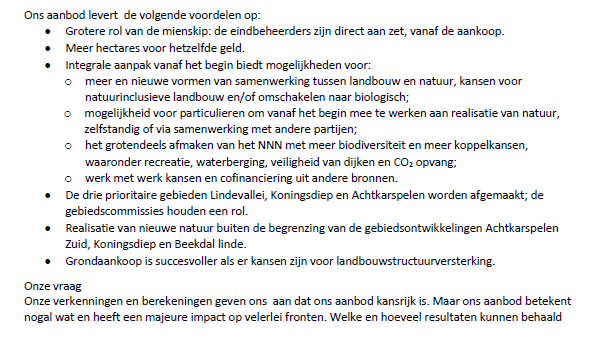 Ons aanbod levert  de volgende voordelen op:
• Grotere rol van de mienskip: de eindbeheerders zijn direct aan zet, vanaf de aankoop.
• Meer hectares voor hetzelfde geld.
• Integrale aanpak vanaf het begin biedt mogelijkheden voor:
o meer en nieuwe vormen van samenwerking tussen landbouw en natuur, kansen voor
natuurinclusieve landbouw en/of omschakelen naar biologisch;
o mogelijkheid voor particulieren om vanaf het begin mee te werken aan realisatie van natuur,
zelfstandig of via samenwerking met andere partijen;
o het grotendeels afmaken van het NNN met meer biodiversiteit en meer koppelkansen,
waaronder recreatie, waterberging, veiligheid van dijken en CO₂ opvang;
o werk met werk kansen en cofinanciering uit andere bronnen.
• De drie prioritaire gebieden Lindevallei, Koningsdiep en Achtkarspelen worden afgemaakt; de
gebiedscommissies houden een rol.
• Realisatie van nieuwe natuur buiten de begrenzing van de gebiedsontwikkelingen Achtkarspelen
Zuid, Koningsdiep en Beekdal linde.
• Grondaankoop is succesvoller als er kansen zijn voor landbouwstructuurversterking.
Onze vraag
Onze verkenningen en berekeningen geven ons  aan dat ons aanbod kansrijk is. Maar ons aanbod betekent
nogal wat en heeft een majeure impact op velerlei fronten. Welke en hoeveel resultaten kunnen behaald